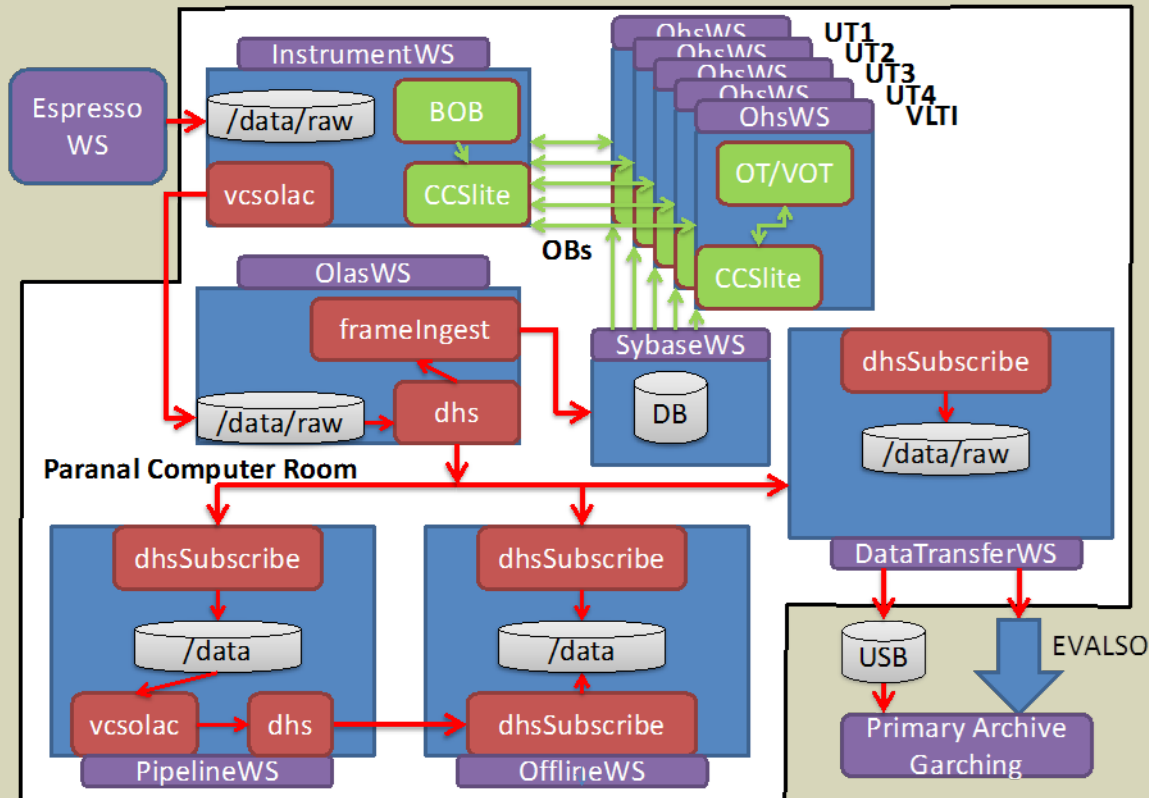 InstrumentWS
Espresso
WS
/data/raw
BOB
vcsolac
CCSlite
OhsWS
OhsWS
OhsWS
OhsWS
OhsWS
UT1
UT2
UT3
UT4
VLTI
OT/VOT
CCSlite
OBs
OlasWS
frameIngest
/data/raw
dhs
SybaseWS
DB
dhsSubscribe
/data/raw
DataTransferWS
Paranal Computer Room
dhsSubscribe
/data
vcsolac
dhs
PipelineWS
dhsSubscribe
/data
dhsSubscribe
OfflineWS
USB
EVALSO
Primary Archive
Garching